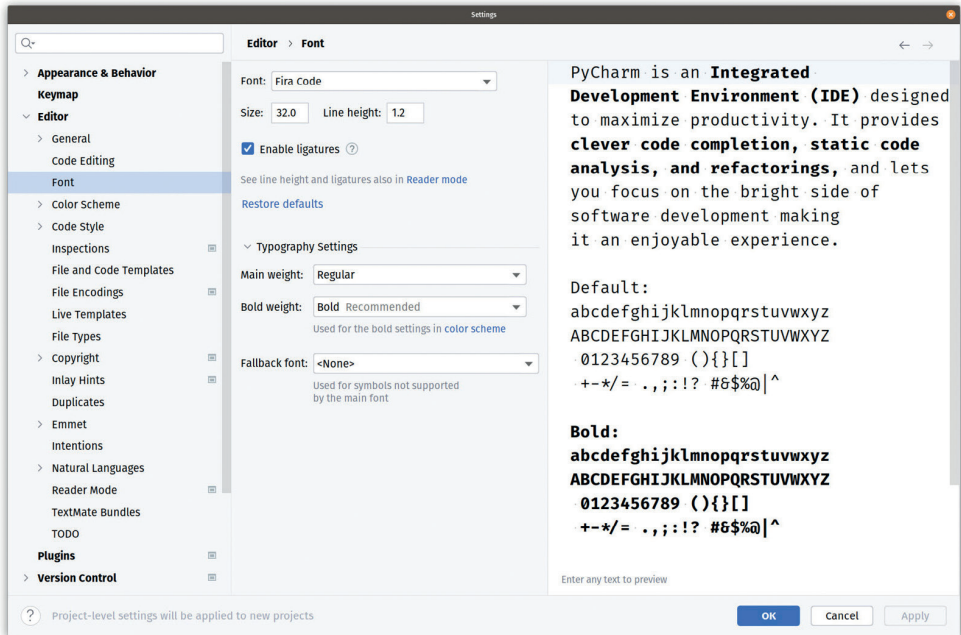 Settings
Editor > Font
Appearance & Behavior
Keymap
Editor
General
Code Editing
Font
Color Scheme
Code Style
Inspections
File and Code Templates
File Encodings
Live Templates
File Types
Copyright
Inlay Hints
Duplicates
Emmet
Intentions
Natural Languages
Reader Mode
TextMate Bundles
TODO
Plugins
Version Control
Font: Fira Code
Size: 32.0 Line height: 1.2
Enable ligatures ?
See line height and ligatures also in Reader mode
Restore defaults
Typography Settings
Main weight: Regular
Bold weight: Bold Recommended
Used for the bold settings in color scheme
Fallback font: <None>
Used for symbols not supported
by the main font
PyCharm is an Integrated
Development Environment (IDE) designed
to maximize productivity. It provides
clever code completion, static code
analysis, and refactorings, and lets
you focus on the bright side of
software development making
it an enjoyable experience.
Default:
abcdefghijklmnopqrstuvwxyz
ABCDEFGHIJKLMNOPQRSTUVWXYZ
0123456789 (){}[]
+-*/= .,;:!? #&$%@|^
Bold:
abcdefghijklmnopqrstuvwxyz
ABCDEFGHIJKLMNOPQRSTUVWXYZ
0123456789 (){}[]
+-*/= .,;:!? #&$%@|^
Enter any text to preview
? Project-level settings will be applied to new projects
OK Cancel Apply